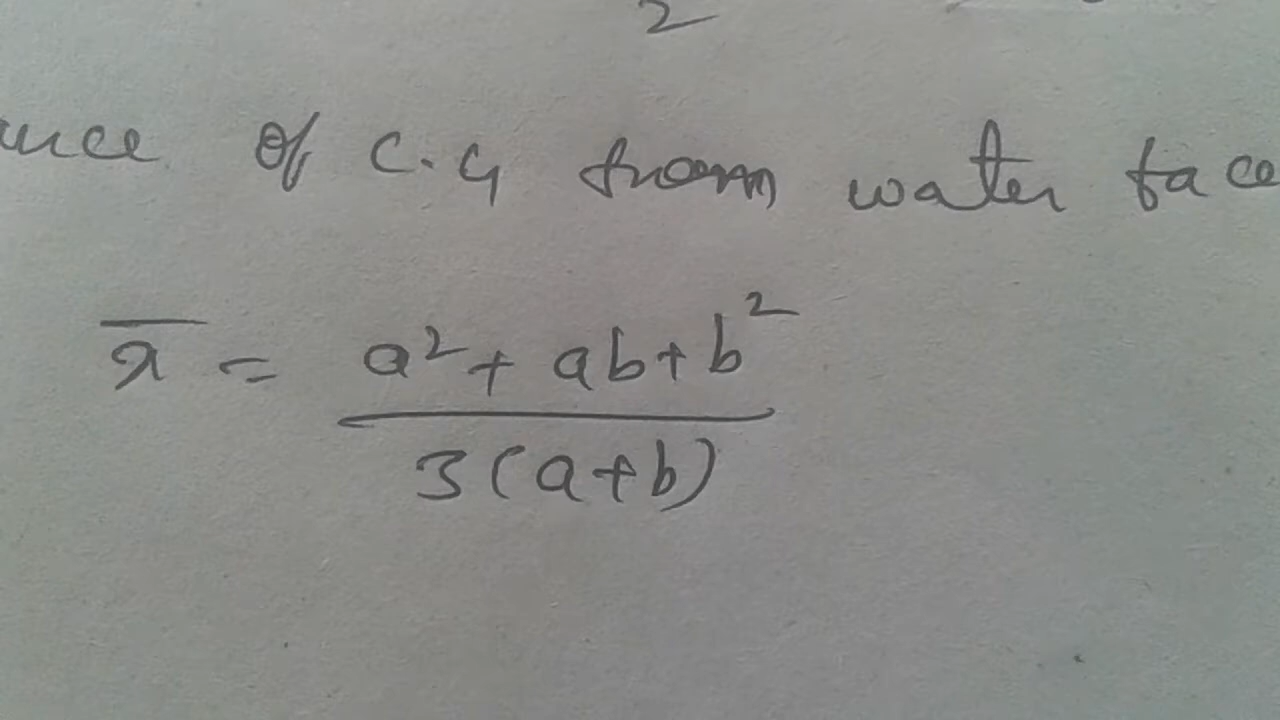 2
of C.G from water face
x̄ = a² + ab + b² / 3(a+b)